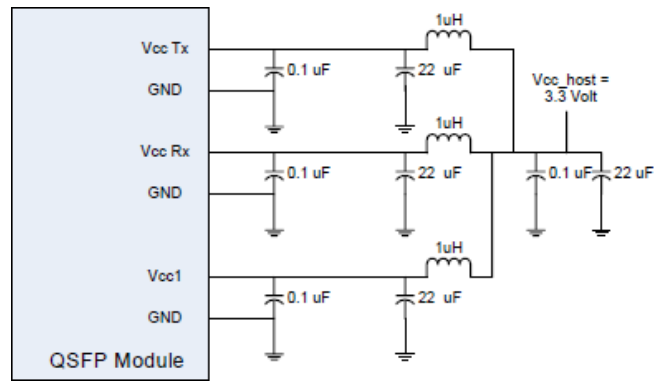 1uH
Vcc Tx
0.1 uF
22 uF
GND
Vcc_host =
3.3 Volt
1uH
Vcc Rx
0.1 uF
22 uF
0.1 uF
22 uF
GND
1uH
Vcc1
0.1 uF
22 uF
GND
QSFP Module